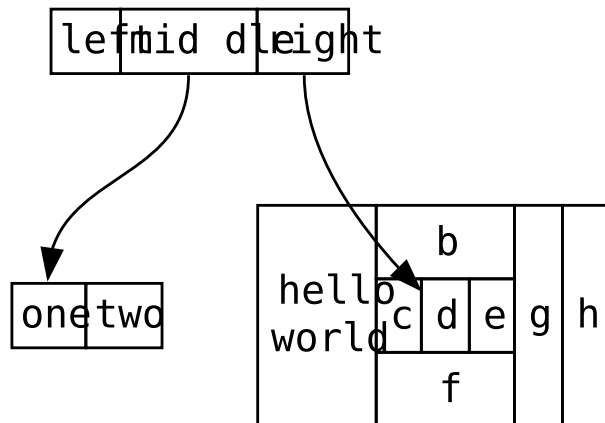 left mid dle right
b
hello
world
c d e
g h
one two
f